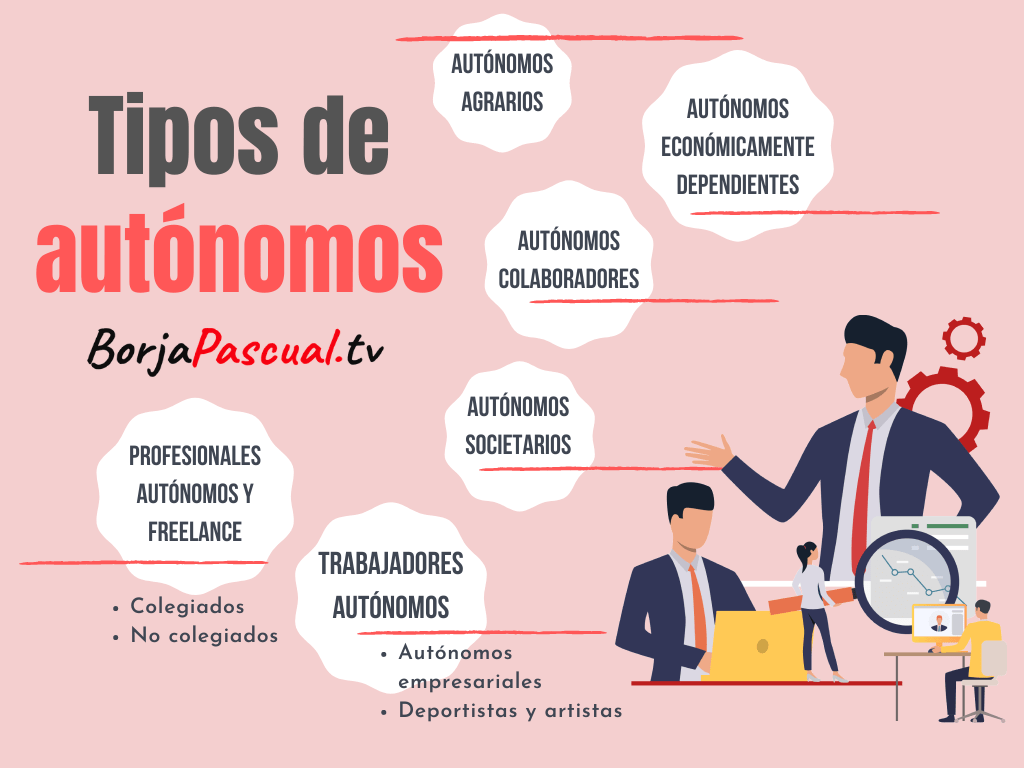 Tipos de
autónomos
BorjaPascual.tv
AUTÓNOMOS
AGRARIOS
AUTÓNOMOS
ECONÓMICAMENTE
DEPENDIENTES
AUTÓNOMOS
COLABORADORES
AUTÓNOMOS
SOCIETARIOS
PROFESIONALES
AUTÓNOMOS Y
FREELANCE
• Colegiados
• No colegiados
TRABAJADORES
AUTÓNOMOS
• Autónomos
empresariales
• Deportistas y artistas